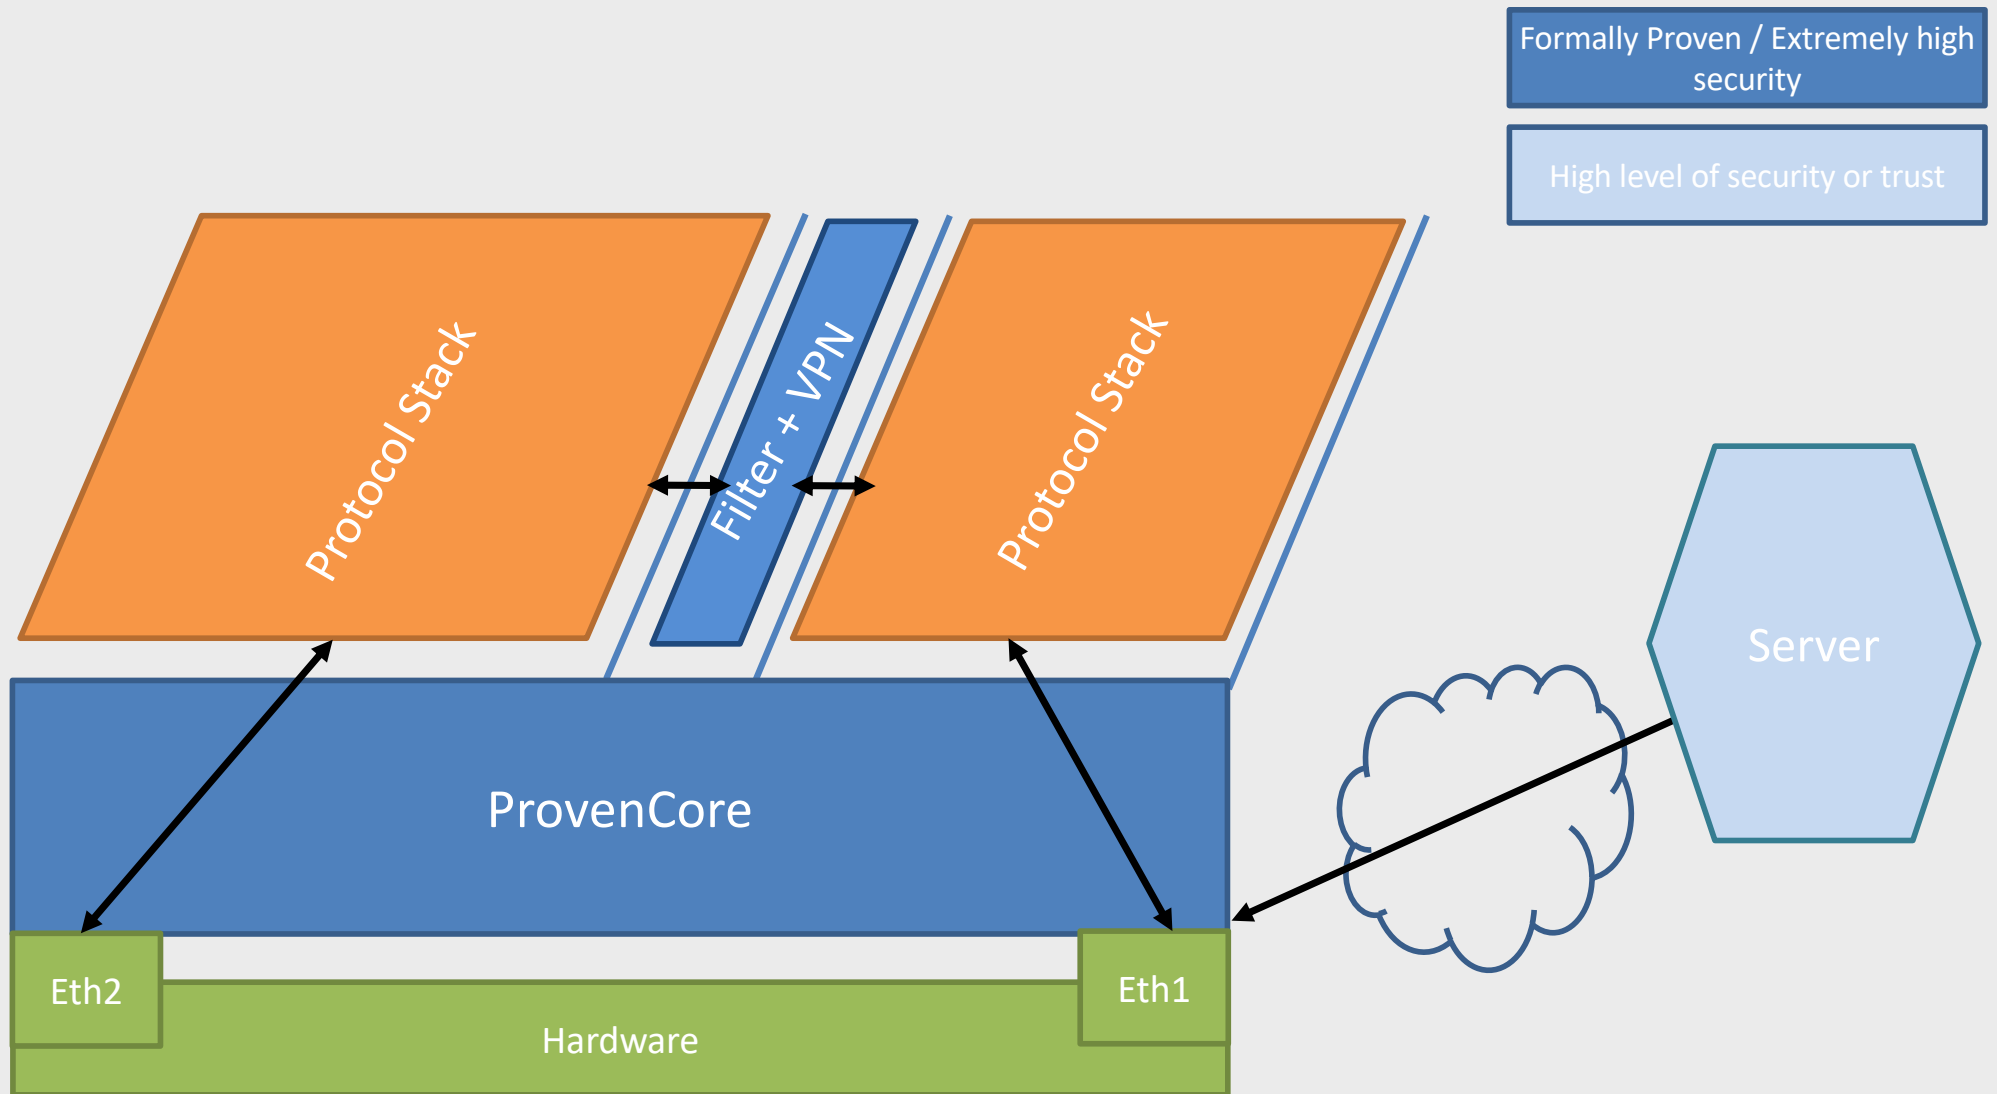 Formally Proven / Extremely high
security
High level of security or trust
Protocol Stack
Filter + VPN
Protocol Stack
Server
ProvenCore
Eth2
Eth1
Hardware